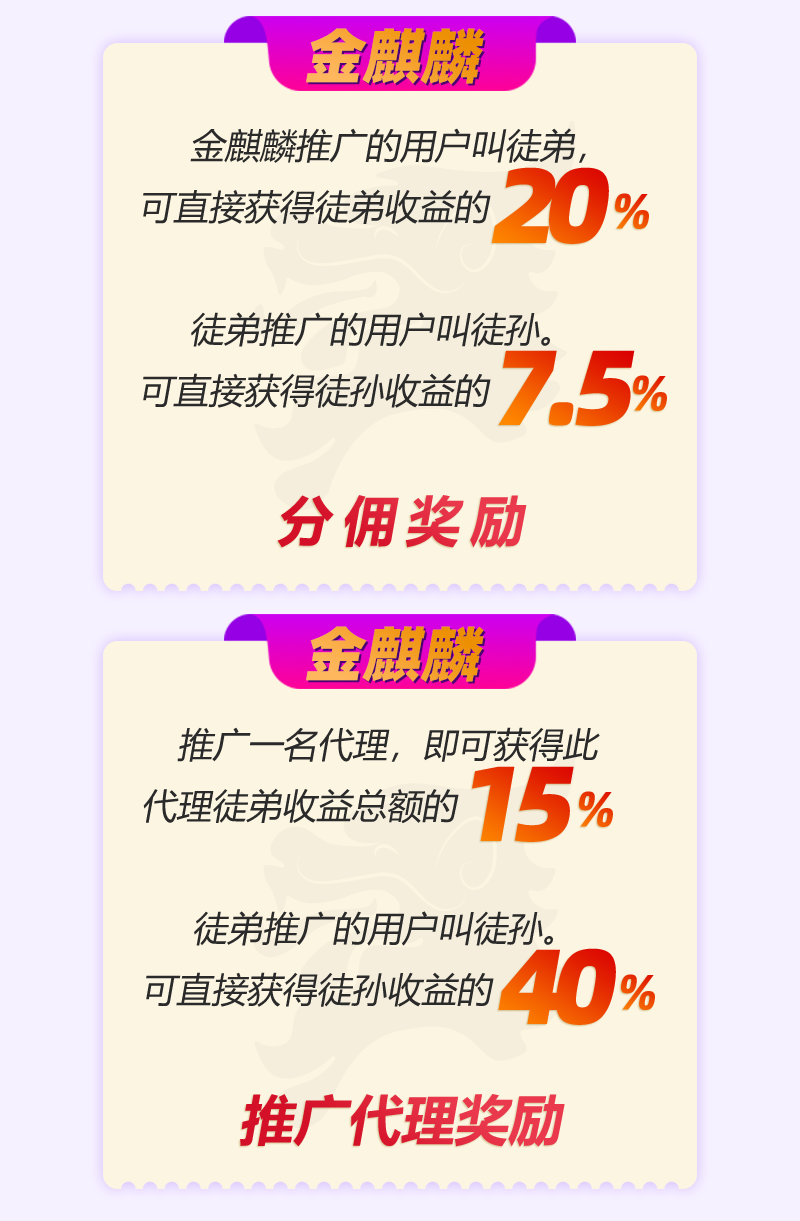 金麒麟
金麒麟推广的用户叫徒弟，
可直接获得徒弟收益的20%
徒弟推广的用户叫徒孙。
可直接获得徒孙收益的7.5%
分佣奖励
金麒麟
推广一名代理，即可获得此
代理徒弟收益总额的15%
徒弟推广的用户叫徒孙。
可直接获得徒孙收益的40%
推广代理奖励